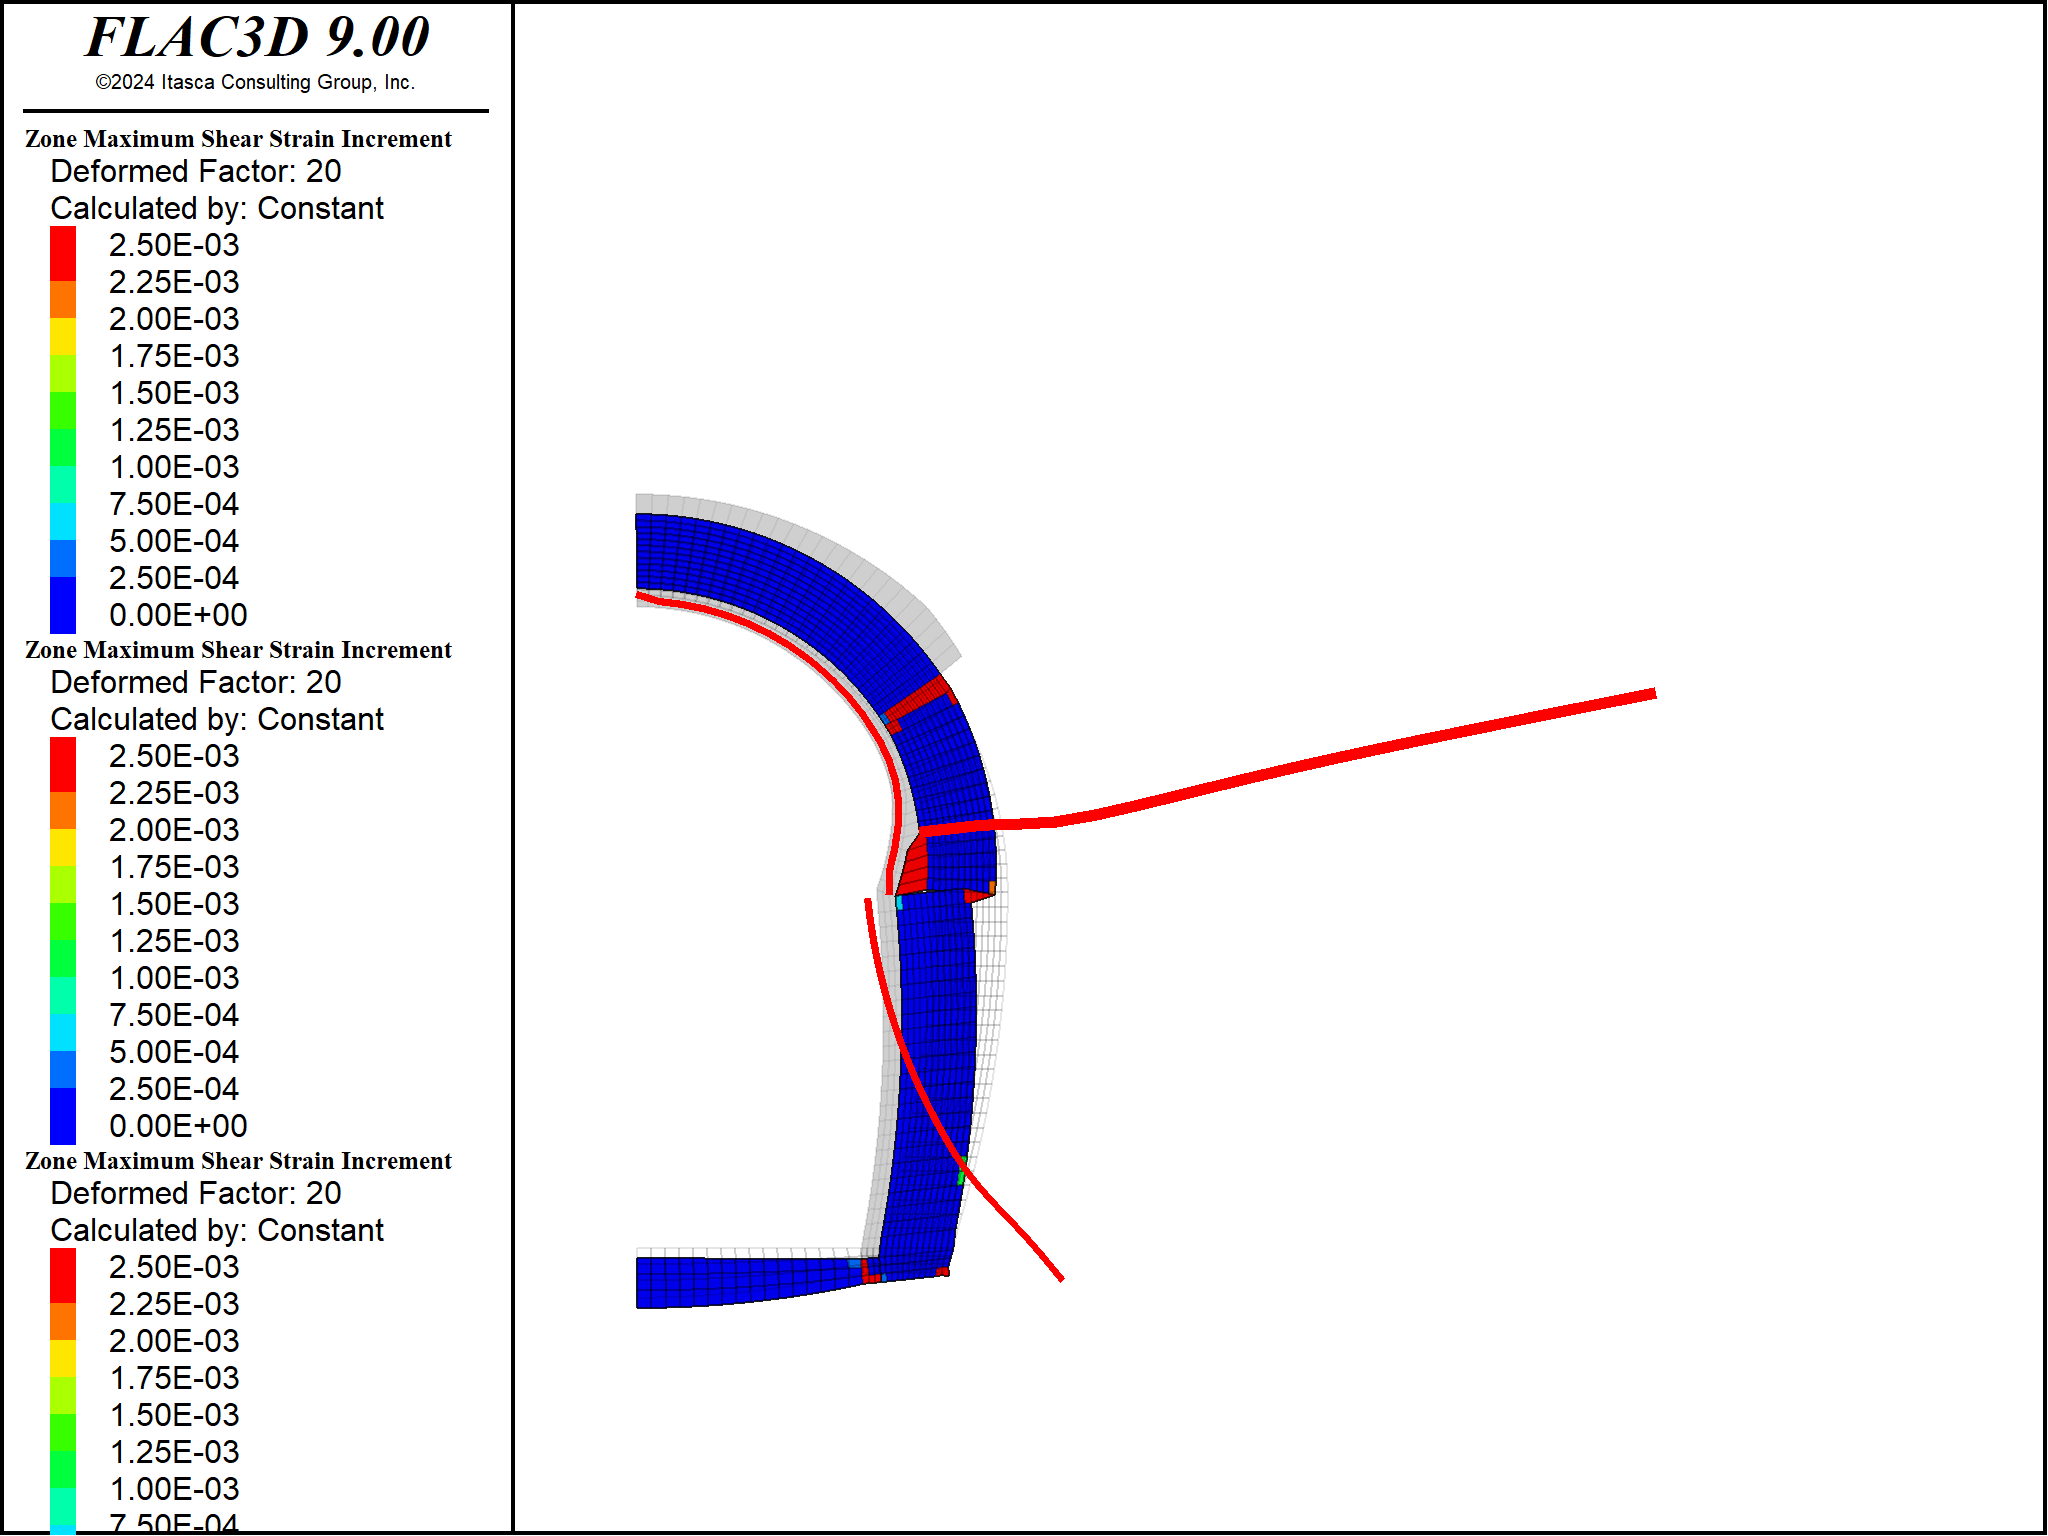 FLAC3D 9.00
©2024 Itasca Consulting Group, Inc.
Zone Maximum Shear Strain Increment
Deformed Factor: 20
Calculated by: Constant
2.50E-03
2.25E-03
2.00E-03
1.75E-03
1.50E-03
1.25E-03
1.00E-03
7.50E-04
5.00E-04
2.50E-04
0.00E+00
Zone Maximum Shear Strain Increment
Deformed Factor: 20
Calculated by: Constant
2.50E-03
2.25E-03
2.00E-03
1.75E-03
1.50E-03
1.25E-03
1.00E-03
7.50E-04
5.00E-04
2.50E-04
0.00E+00
Zone Maximum Shear Strain Increment
Deformed Factor: 20
Calculated by: Constant
2.50E-03
2.25E-03
2.00E-03
1.75E-03
1.50E-03
1.25E-03
1.00E-03
7.50E-04